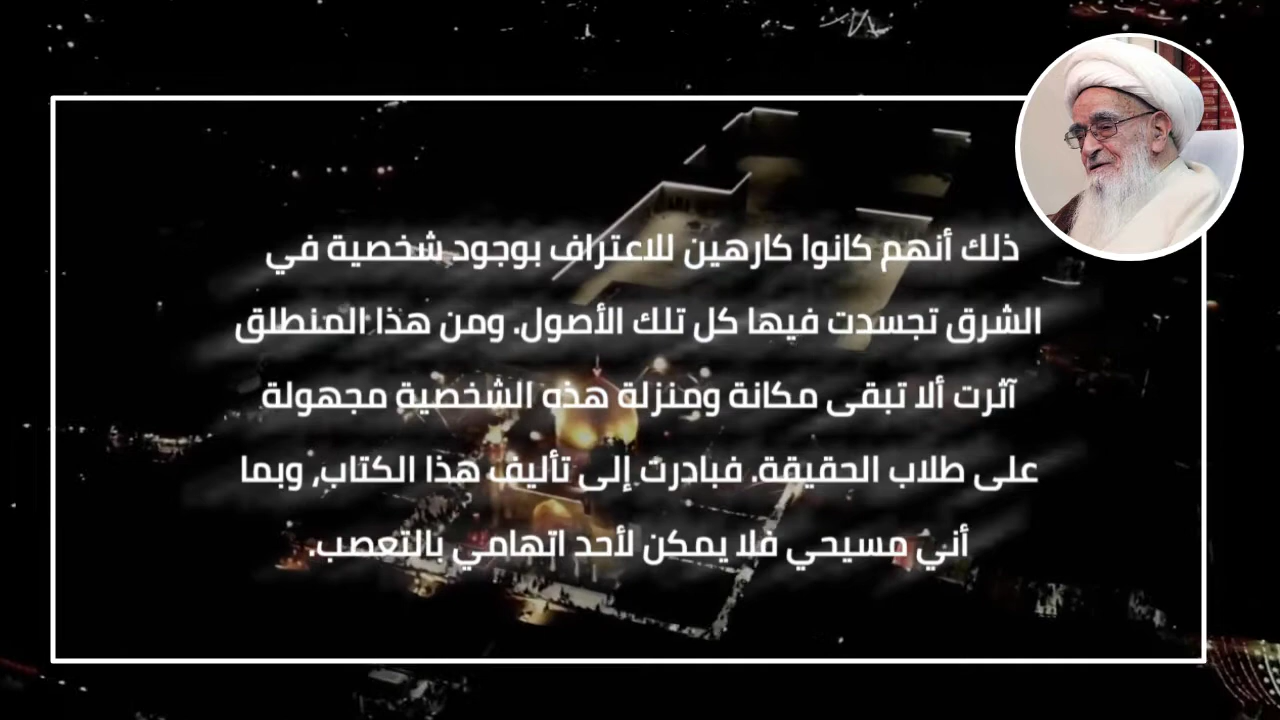 ذلك أنهم كانوا كارهين للاعتراف بوجود شخصية في
الشرق تجسدت فيها كل تلك الأصول. ومن هذا المنطلق
آثرت ألا تبقى مكانة ومنزلة هذه الشخصية مجهولة
على طلاب الحقيقة. فبادرت إلى تأليف هذا الكتاب, وبما
أني مسيحي فلا يمكن لأحد اتهامي بالتعصب.